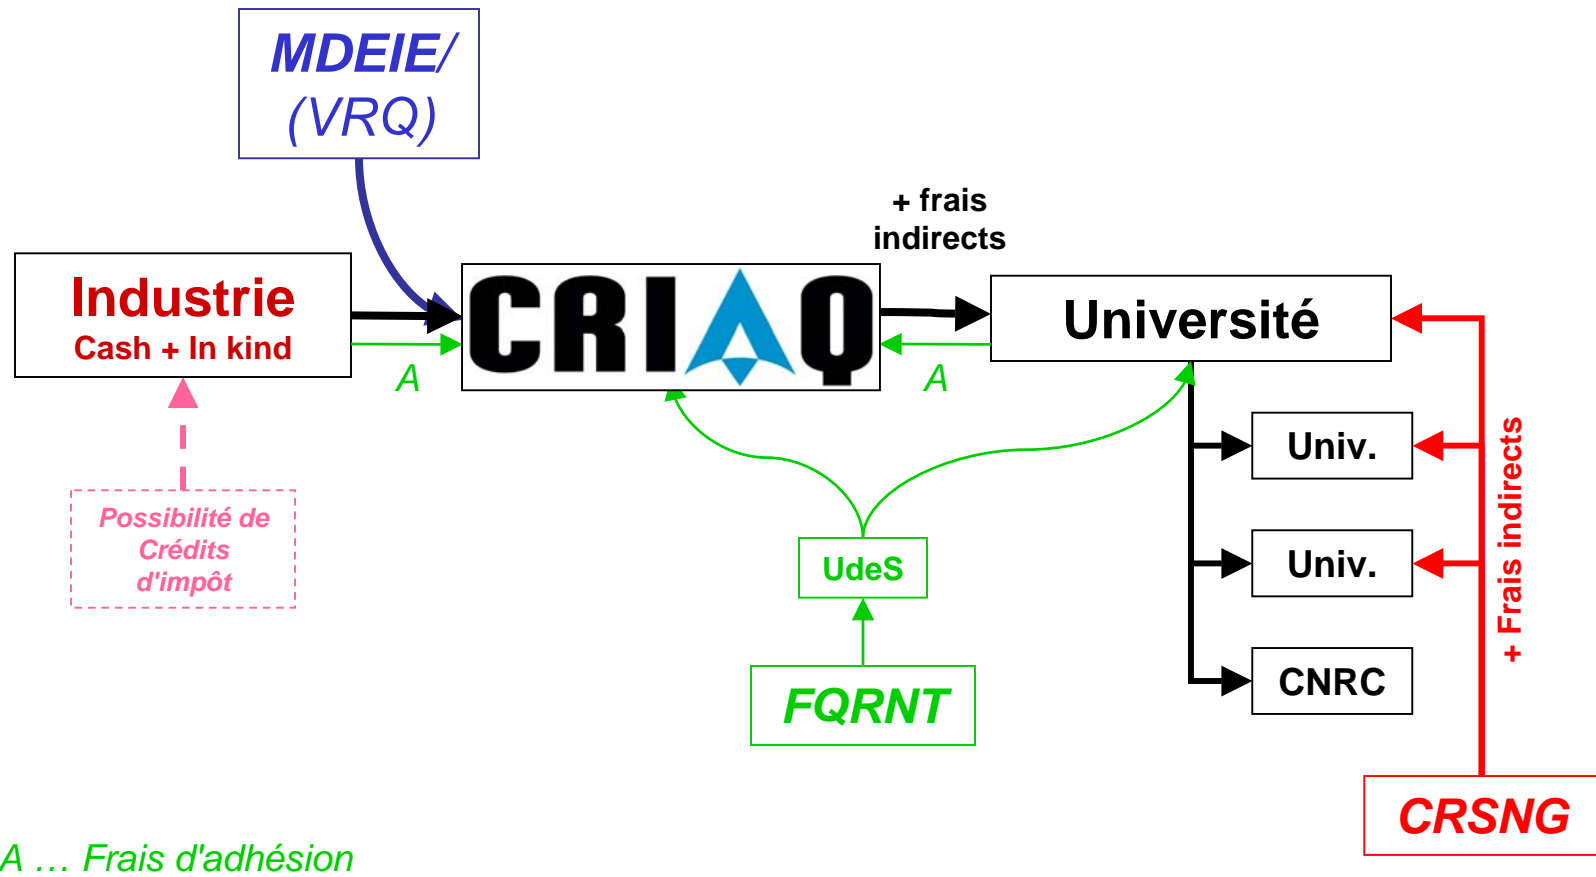 MDEIE/
(VRQ)
+ frais
indirects
Industrie
Cash + In kind
CRIAQ
Université
A
A
Univ.
Possibilité de
Crédits
d'impôt
UdeS
Univ.
+ Frais indirects
FQRNT
CNRC
CRSNG
A … Frais d'adhésion